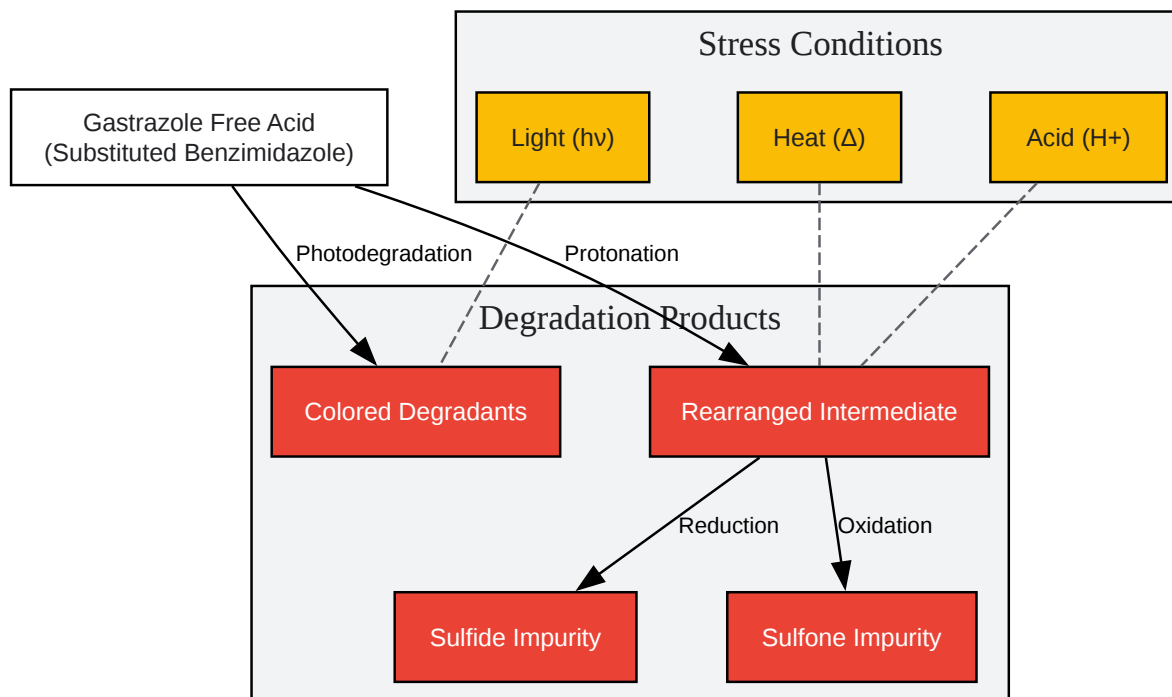 Stress Conditions
Gastrazole Free Acid
(Substituted Benzimidazole)
Light (hν)
Heat (Δ)
Acid (H+)
Photodegradation
Protonation
Degradation Products
Colored Degradants
Rearranged Intermediate
Reduction
Oxidation
Sulfide Impurity
Sulfone Impurity